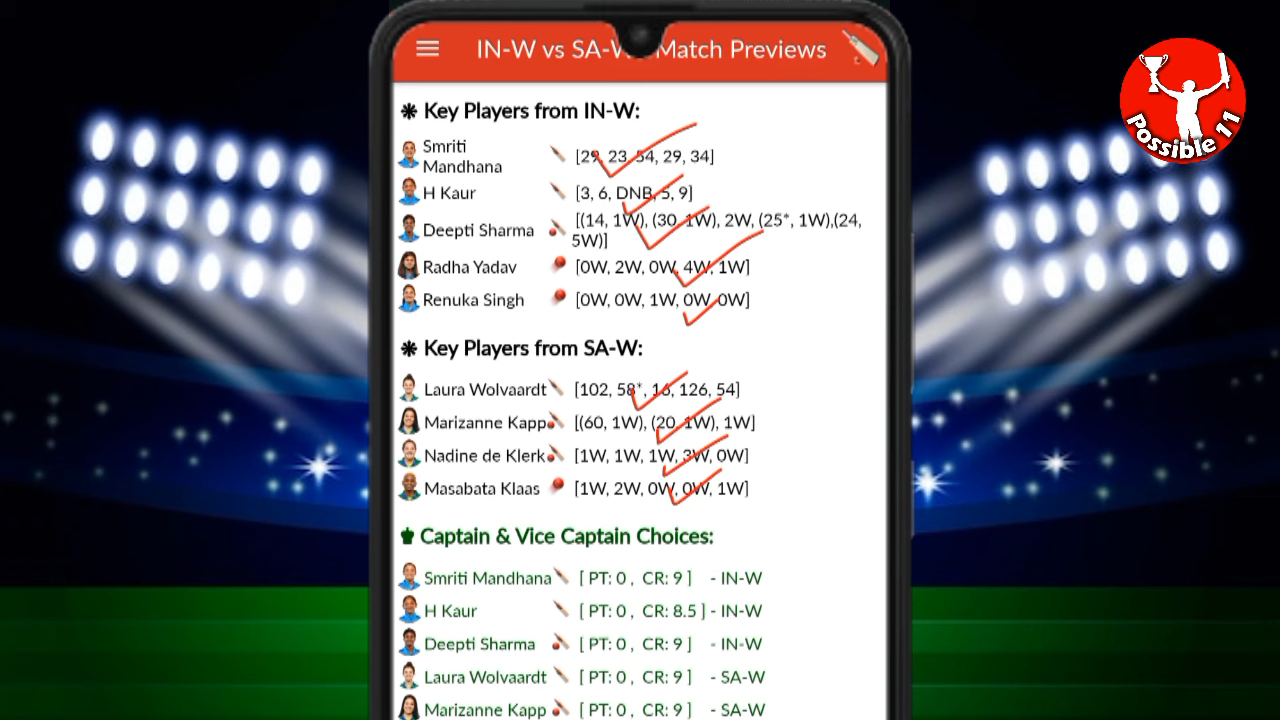 IN-W vs SA-W Match Previews
Possible 11
Key Players from IN-W:
Smriti
Mandhana
[29, 23, 54, 29, 34]
H Kaur [3, 6, DNB, 5, 9]
[(14, 1W), (30, 1W), 2W, (25*, 1W),(24,
Deepti Sharma
5W)]
Radha Yadav [0W, 2W, 0W, 4W, 1W]
Renuka Singh [0W, 0W, 1W, 0W, 0W]
Key Players from SA-W:
Laura Wolvaardt [102, 58*, 16, 126, 54]
Marizanne Kapp [(60, 1W), (20, 1W), 1W]
Nadine de Klerk [1W, 1W, 1W, 3W, 0W]
Masabata Klaas [1W, 2W, 0W, 0W, 1W]
Captain & Vice Captain Choices:
Smriti Mandhana [ PT: 0 , CR: 9 ] - IN-W
H Kaur [ PT: 0 , CR: 8.5 ] - IN-W
Deepti Sharma [ PT: 0 , CR: 9 ] - IN-W
Laura Wolvaardt [ PT: 0 , CR: 9 ] - SA-W
Marizanne Kapp [ PT: 0 , CR: 9 ] - SA-W